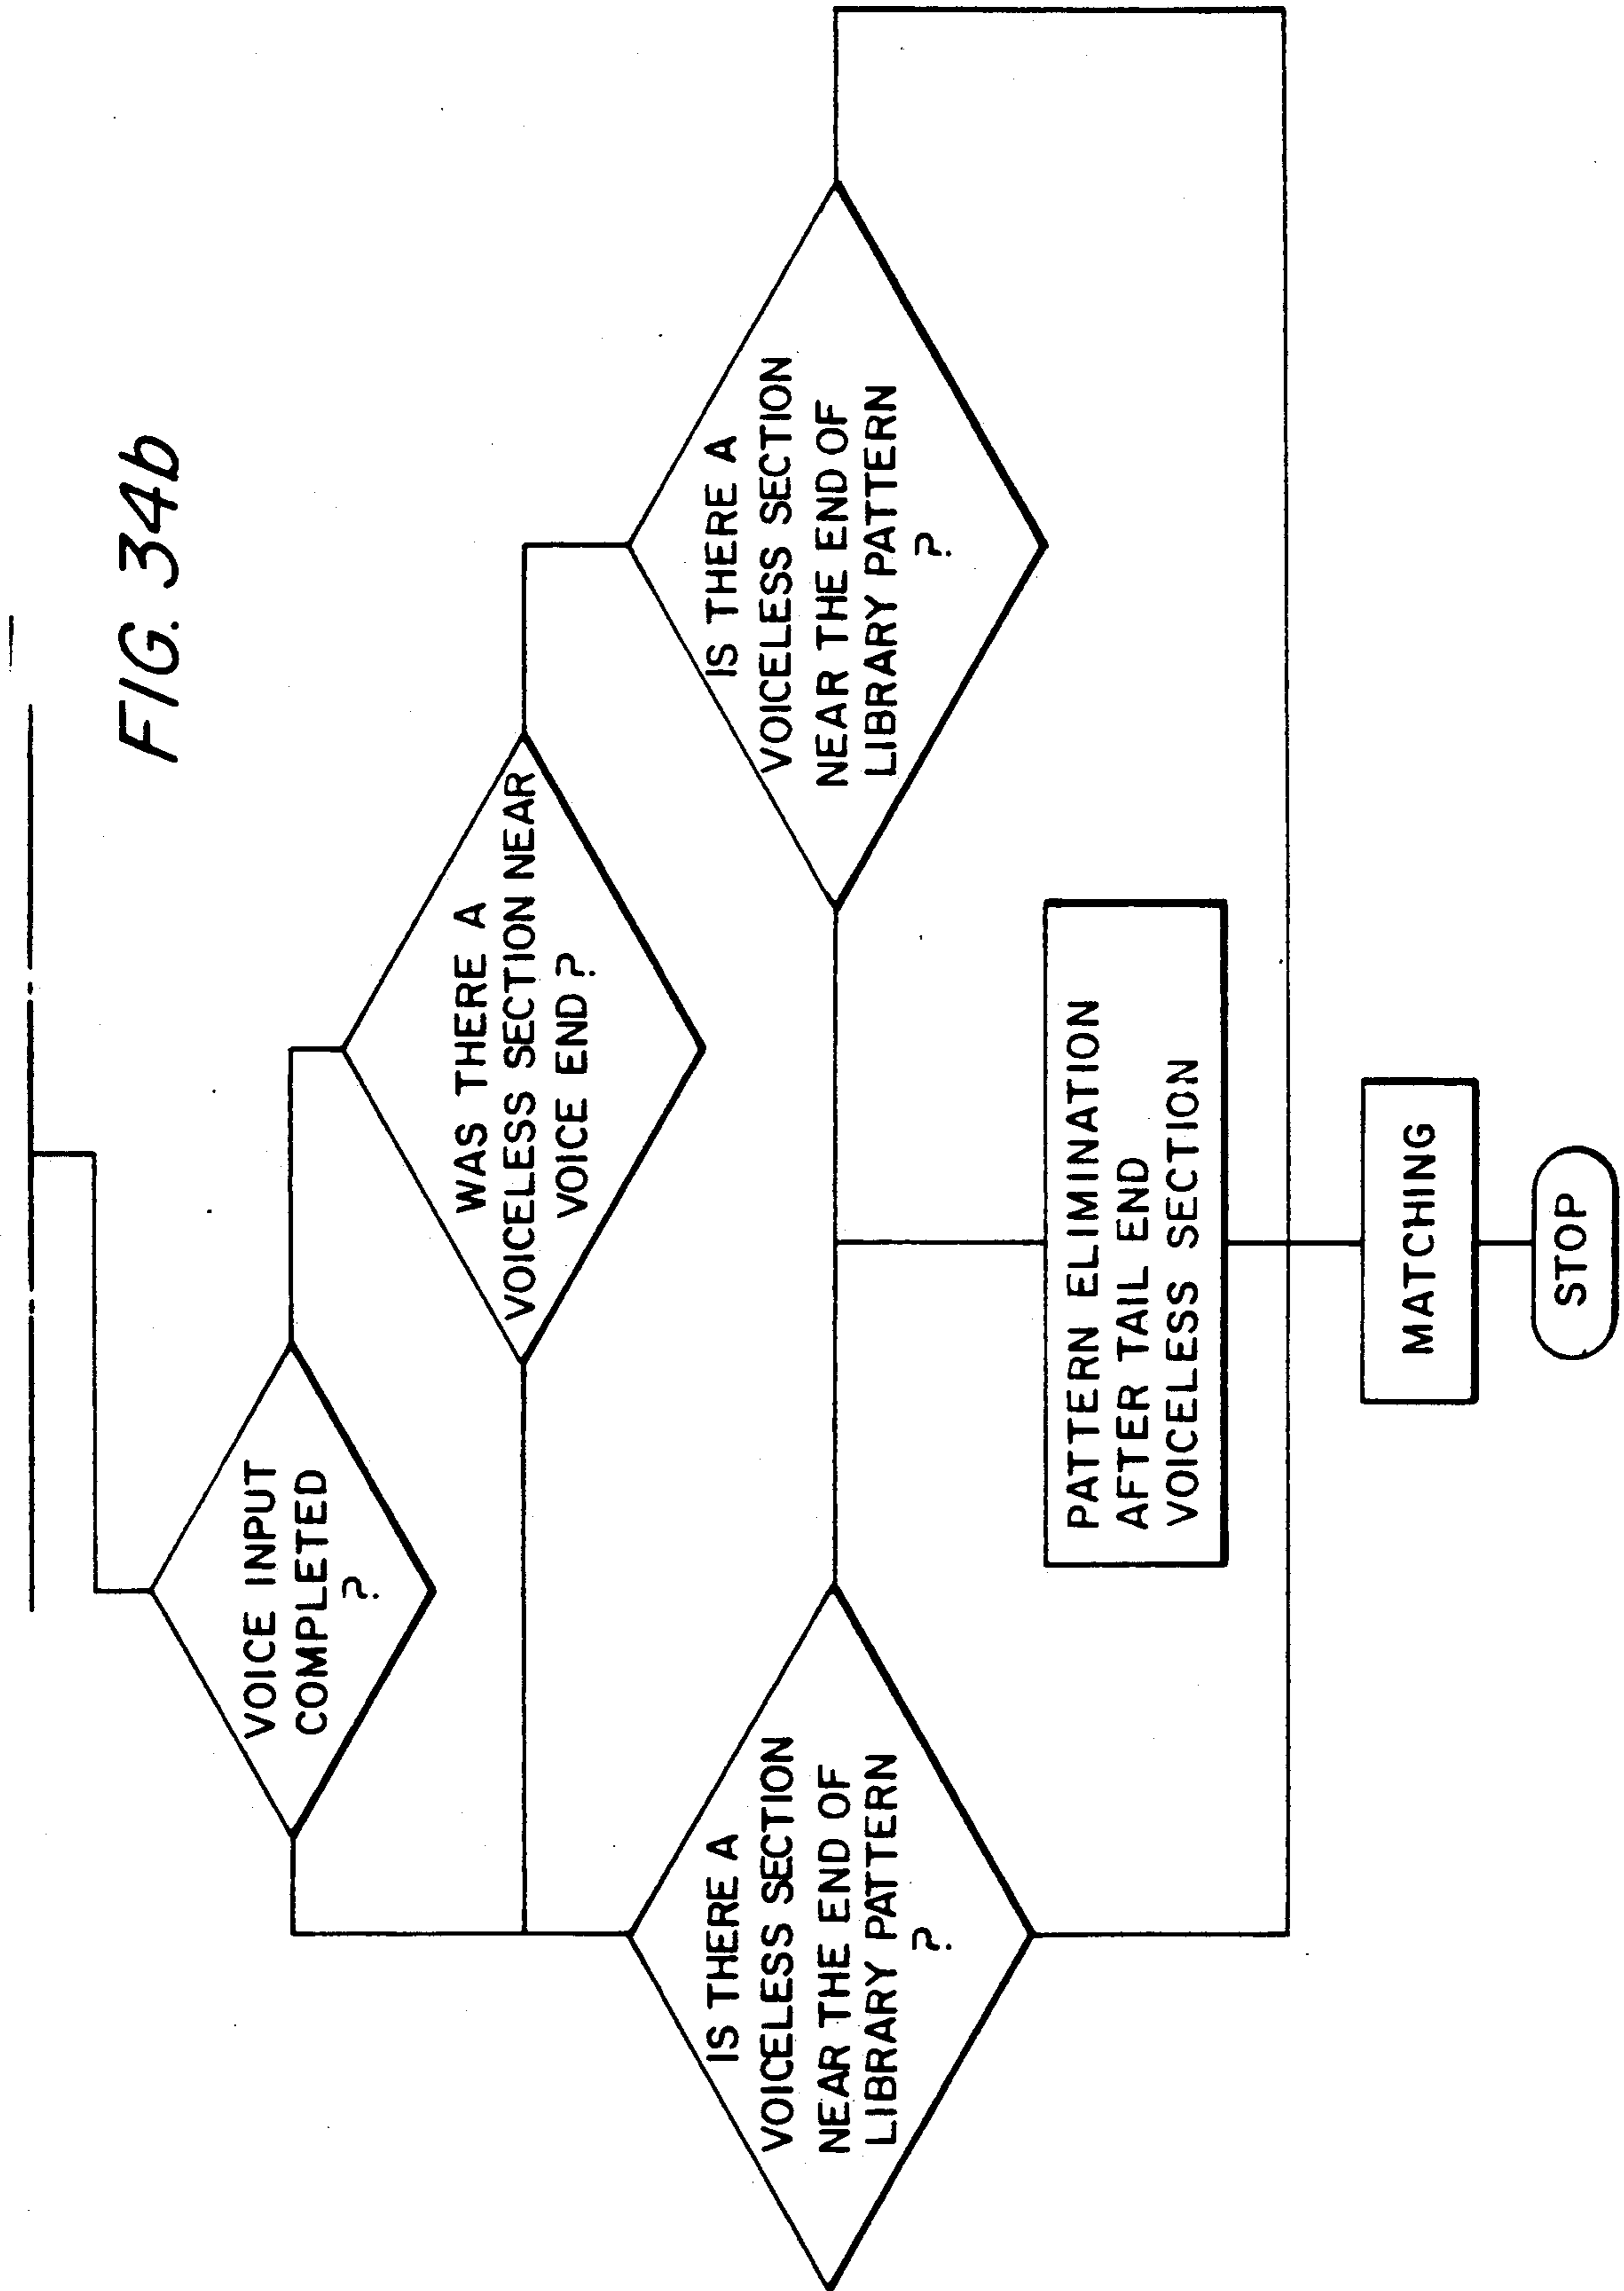 FIG. 34b
VOICE INPUT
COMPLETED
?
WAS THERE A
VOICELESS SECTION NEAR
VOICE END?
IS THERE A
VOICELESS SECTION
NEAR THE END OF
LIBRARY PATTERN
?
IS THERE A
VOICELESS SECTION
NEAR THE END OF
LIBRARY PATTERN
?
PATTERN ELIMINATION
AFTER TAIL END
VOICELESS SECTION
MATCHING
STOP